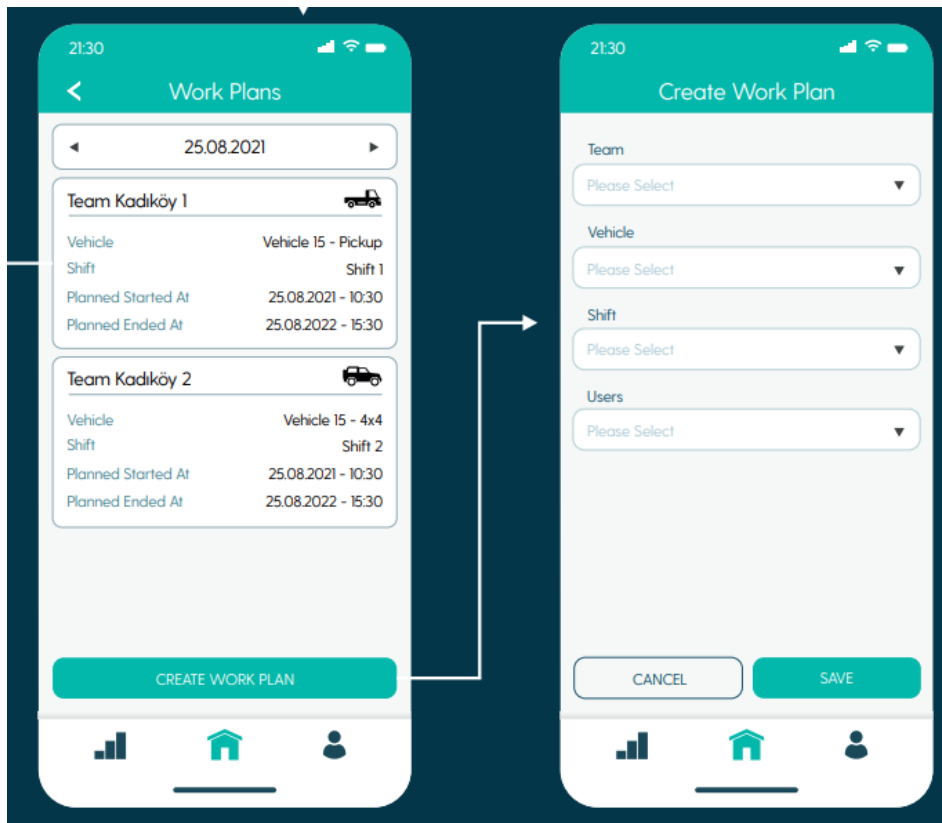 21:30
Work Plans
25.08.2021
Team Kadıköy 1
Vehicle Vehicle 15 - Pickup
Shift Shift 1
Planned Started At 25.08.2021 - 10:30
Planned Ended At 25.08.2022 - 15:30
Team Kadıköy 2
Vehicle Vehicle 15 - 4x4
Shift Shift 2
Planned Started At 25.08.2021 - 10:30
Planned Ended At 25.08.2022 - 15:30
CREATE WORK PLAN
21:30
Create Work Plan
Team
Please Select
Vehicle
Please Select
Shift
Please Select
Users
Please Select
CANCEL SAVE